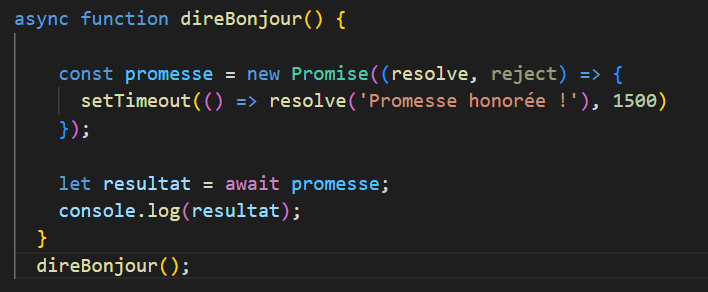 async function direBonjour() {
const promesse = new Promise((resolve, reject) => {
setTimeout(() => resolve('Promesse honorée !'), 1500)
});
let resultat = await promesse;
console.log(resultat);
}
direBonjour();